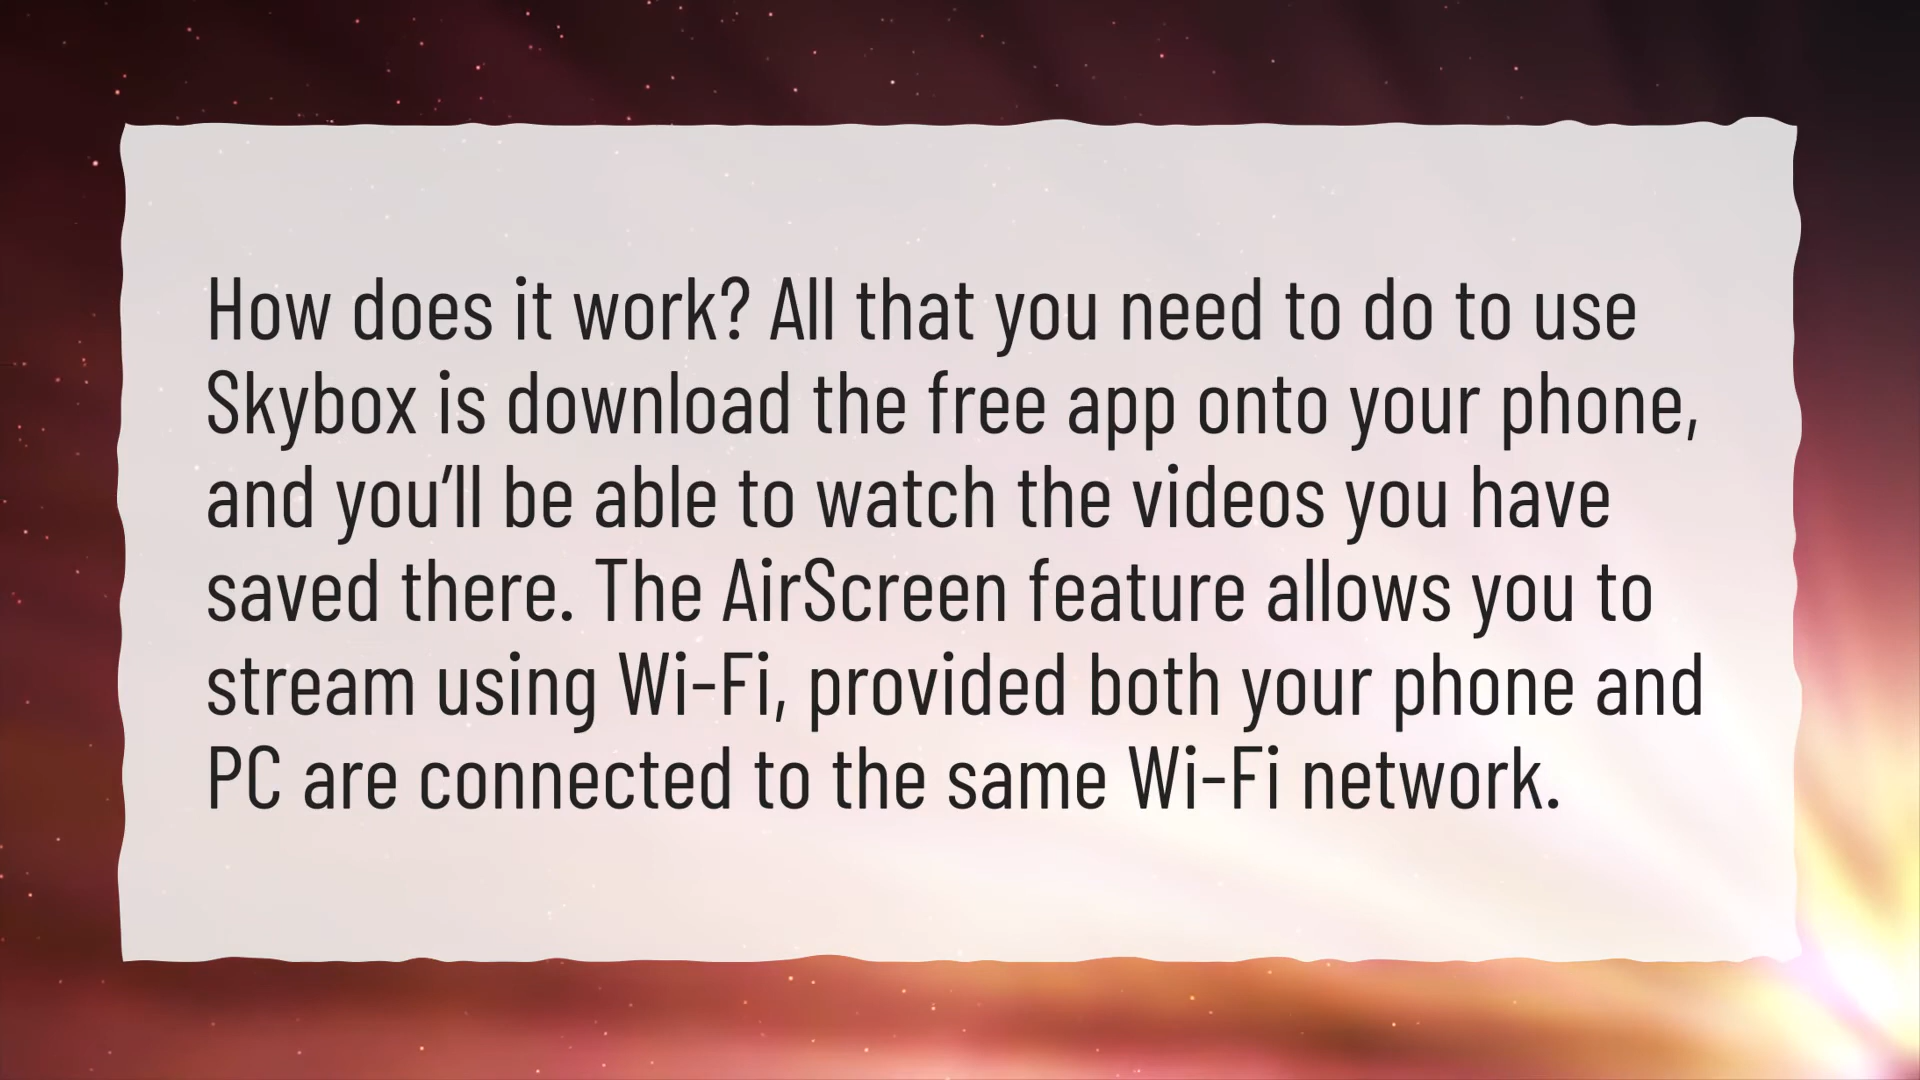 How does it work? All that you need to do to use
Skybox is download the free app onto your phone,
and you’ll be able to watch the videos you have
saved there. The AirScreen feature allows you to
stream using Wi-Fi, provided both your phone and
PC are connected to the same Wi-Fi network.